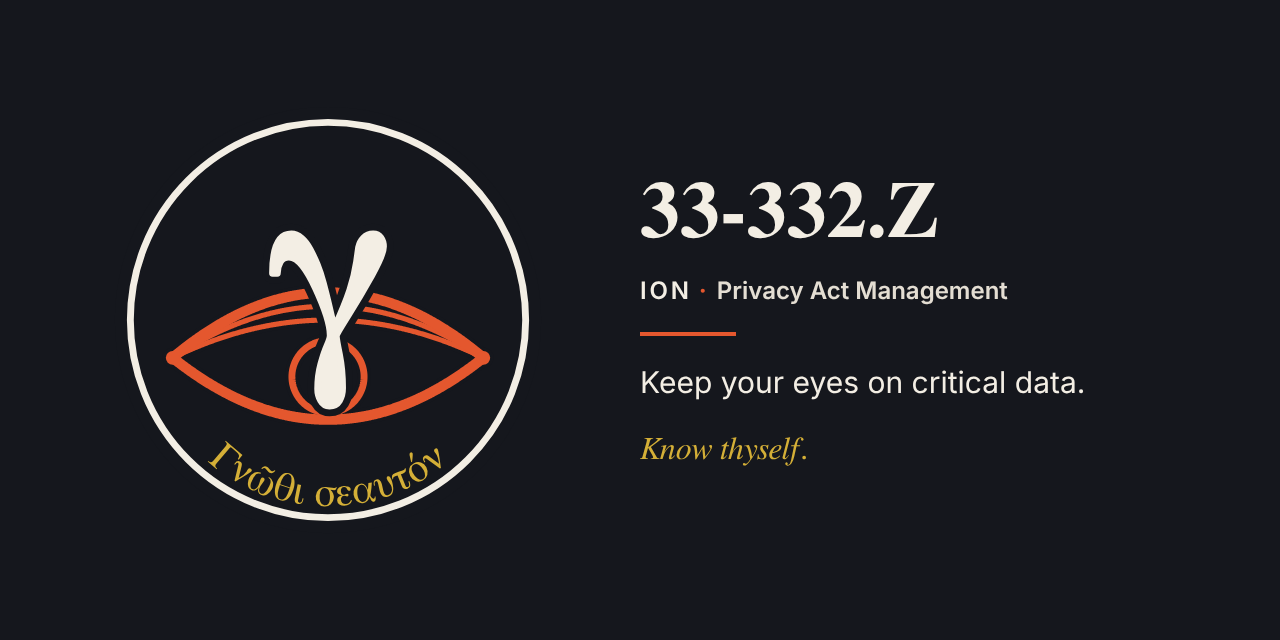 γ
Γνῶθι σεαυτόν
33-332.Z
ION · Privacy Act Management
Keep your eyes on critical data.
Know thyself.